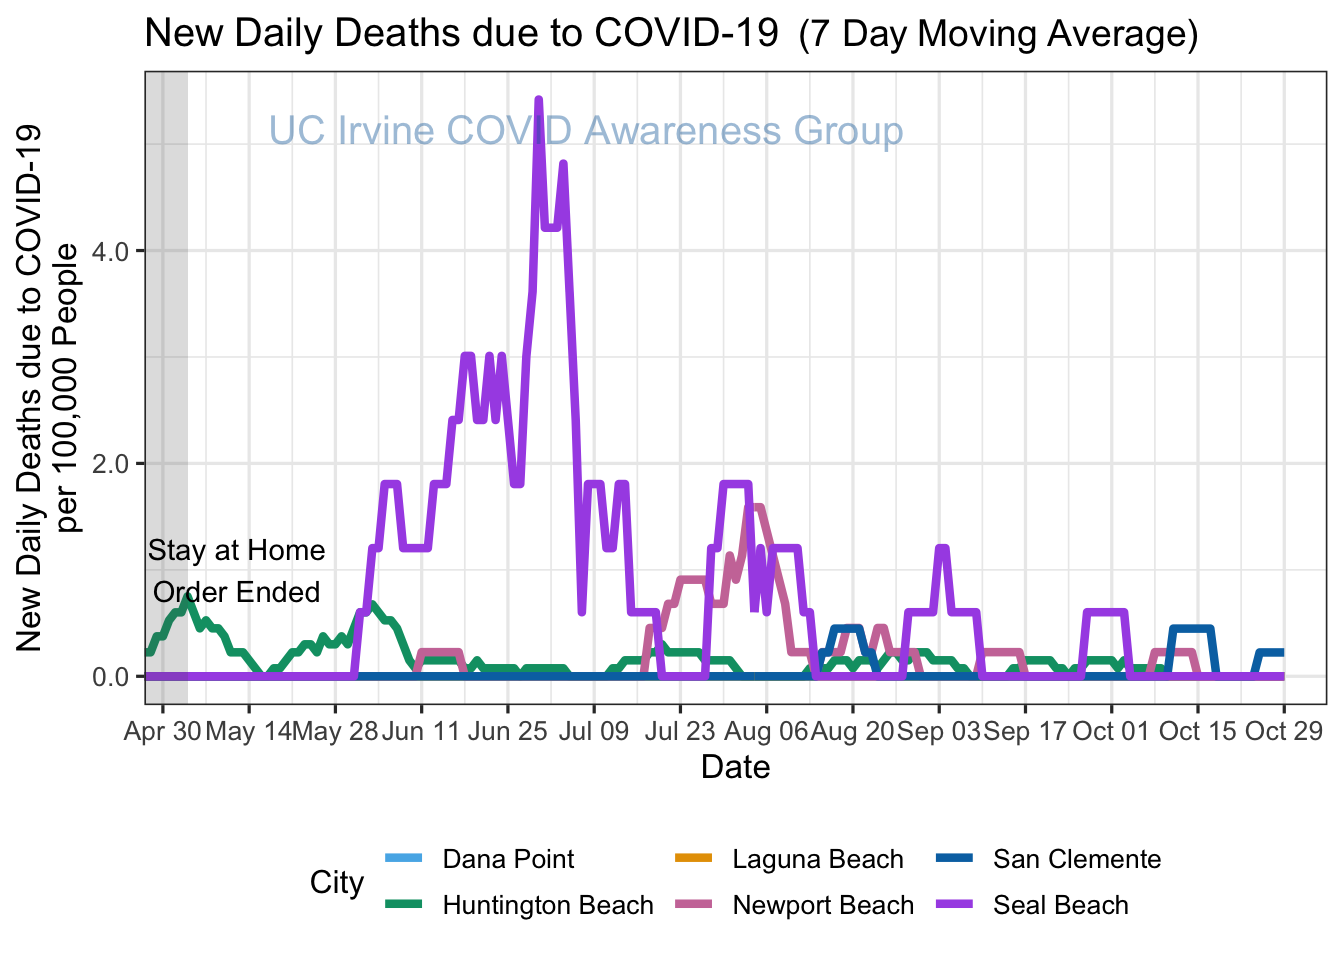 New Daily Deaths due to COVID-19 (7 Day Moving Average)
UC Irvine COVID Awareness Group
New Daily Deaths due to COVID-19
per 100,000 People
4.0
2.0
0.0
Stay at Home
Order Ended
Apr 30 May 14 May 28 Jun 11 Jun 25 Jul 09 Jul 23 Aug 06 Aug 20 Sep 03 Sep 17 Oct 01 Oct 15 Oct 29
Date
City
Dana Point Laguna Beach San Clemente
Huntington Beach Newport Beach Seal Beach